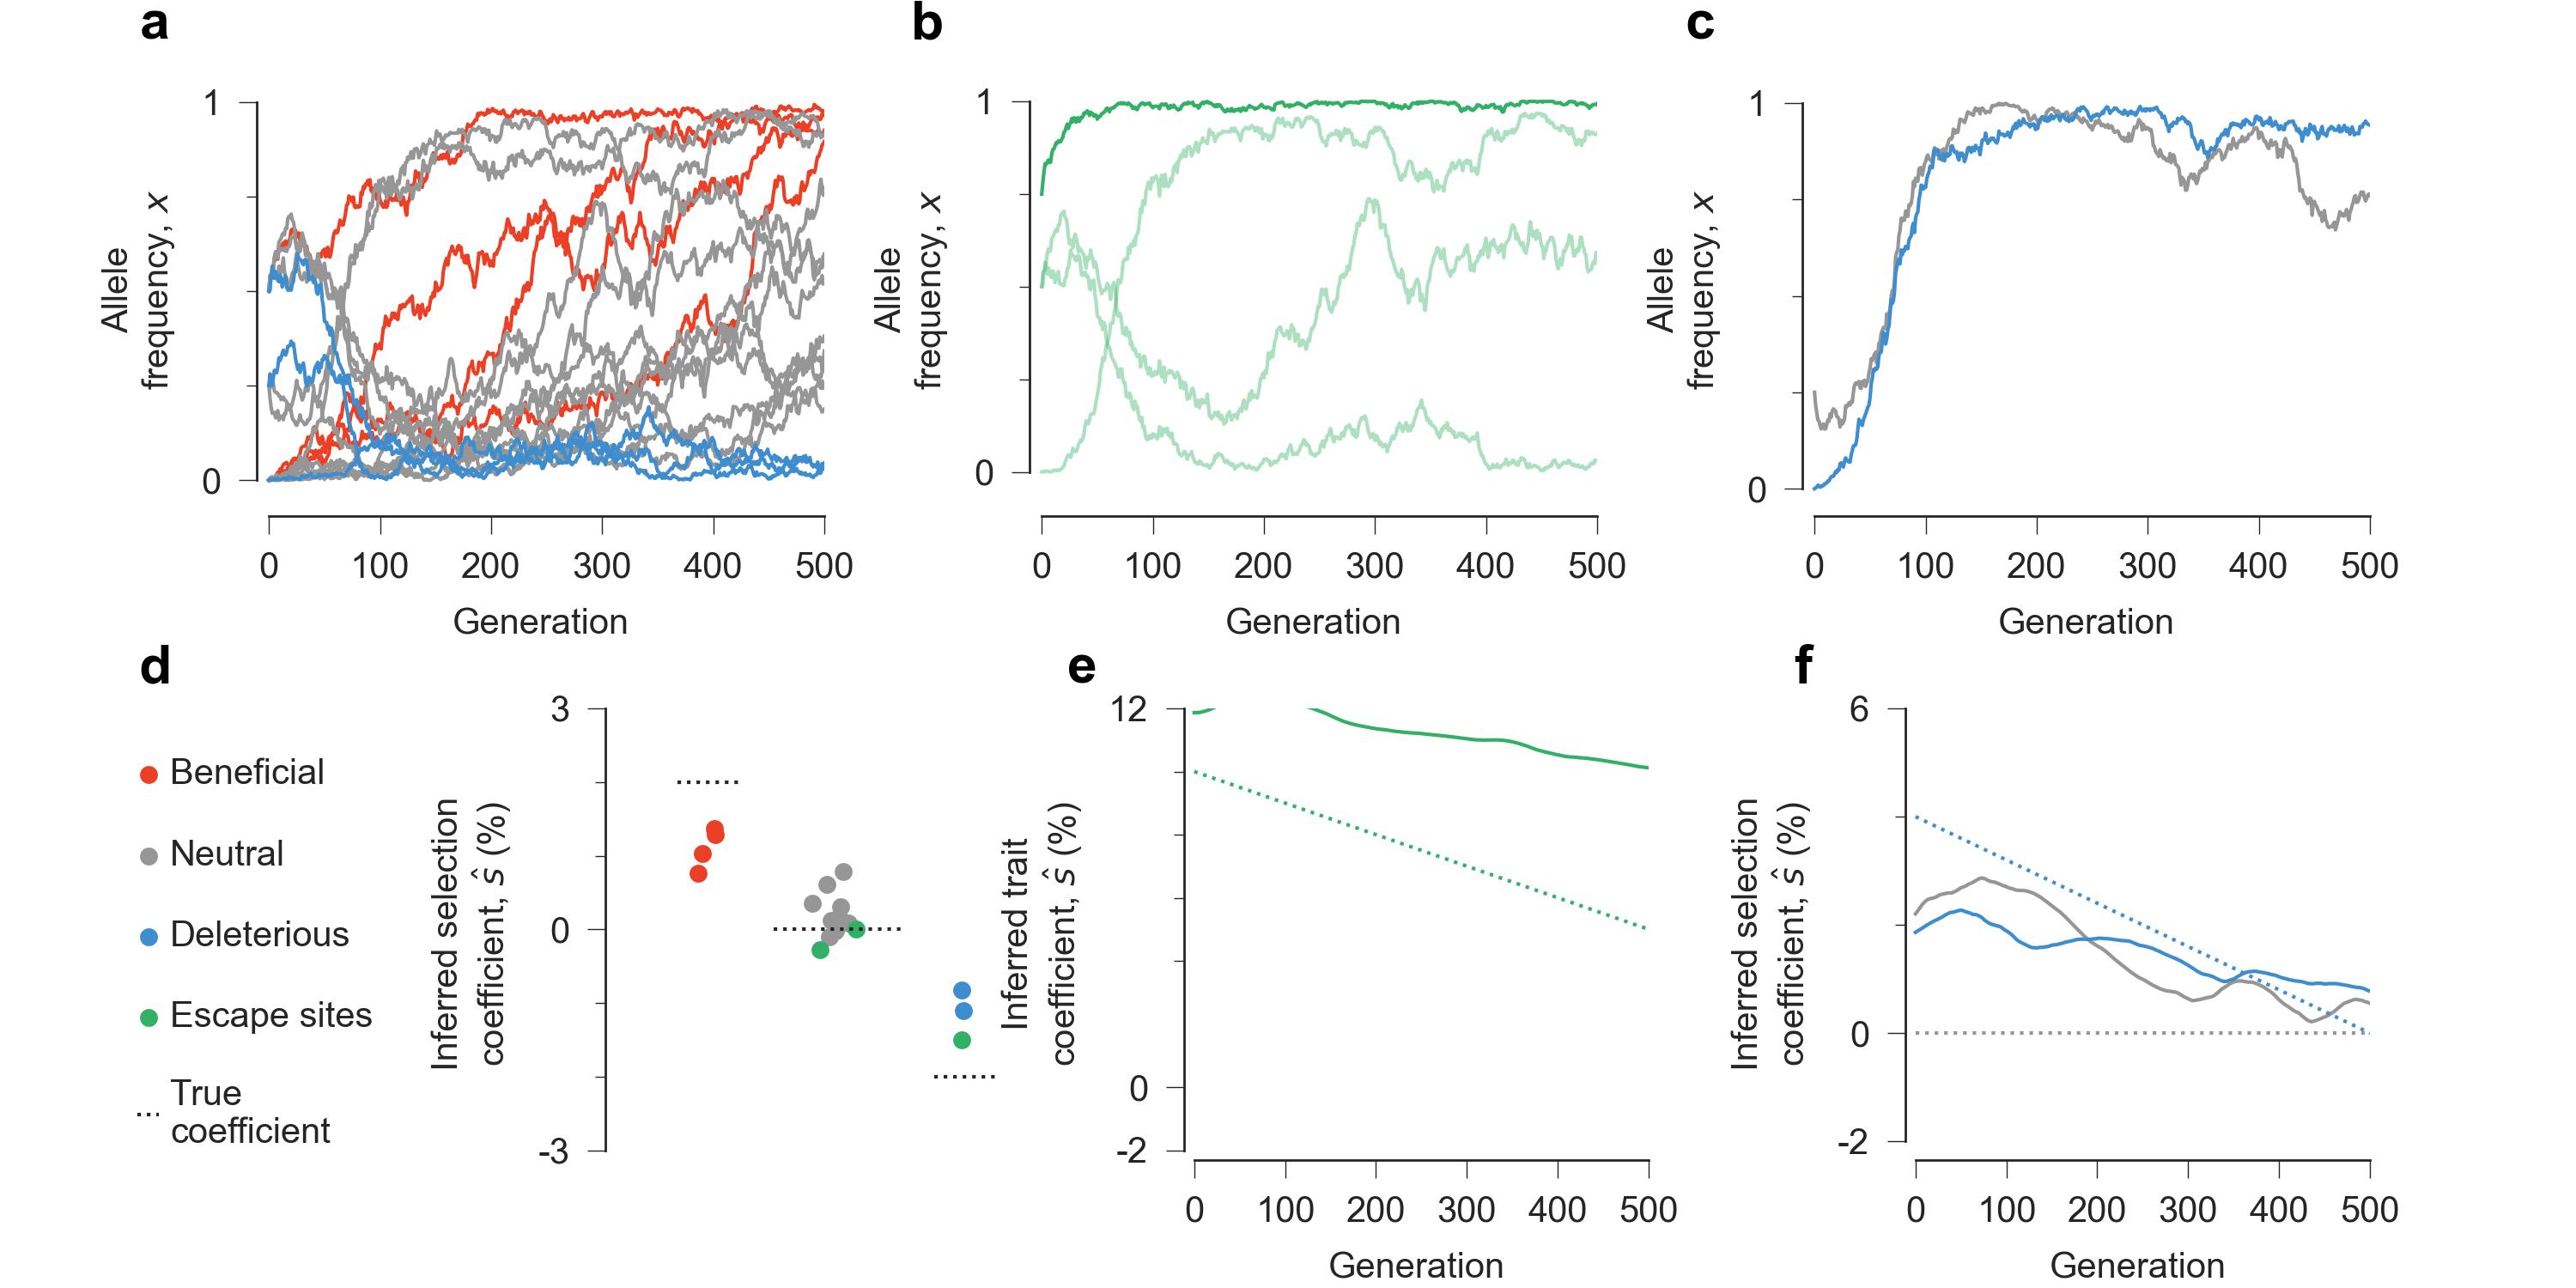 a
1
0
Allele
frequency, x
0 100 200 300 400 500
Generation
b
1
0
Allele
frequency, x
0 100 200 300 400 500
Generation
c
1
0
Allele
frequency, x
0 100 200 300 400 500
Generation
d
Beneficial
Neutral
Deleterious
Escape sites
... True
coefficient
3
0
-3
Inferred selection
coefficient, ŝ (%)
e
12
0
-2
Inferred trait
coefficient, ŝ (%)
0 100 200 300 400 500
Generation
f
6
0
-2
Inferred selection
coefficient, ŝ (%)
0 100 200 300 400 500
Generation